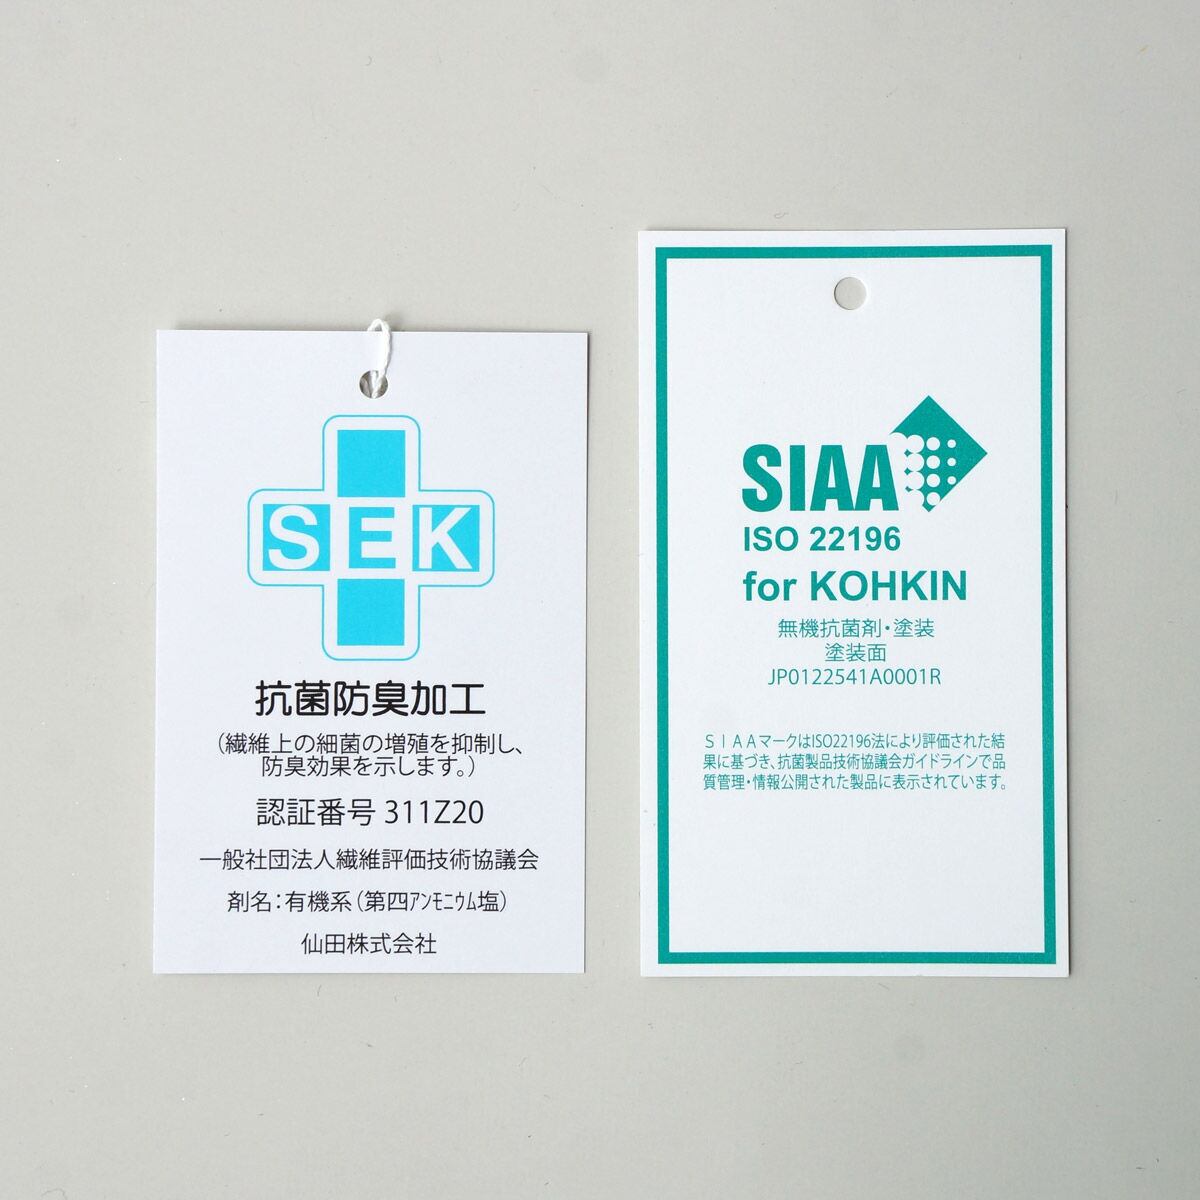 SEK
抗菌防臭加工
(繊維上の細菌の増殖を抑制し、
防臭効果を示します。)
認証番号 311Z20
一般社団法人繊維評価技術協議会
剤名:有機系(第四ｱﾝﾓﾆｳﾑ塩)
仙田株式会社
SIAA
ISO 22196
for KOHKIN
無機抗菌剤・塗装
塗装面
JP0122541A0001R
ＳＩＡＡマークはISO22196法により評価された結
果に基づき、抗菌製品技術協議会ガイドラインで品
質管理・情報公開された製品に表示されています。